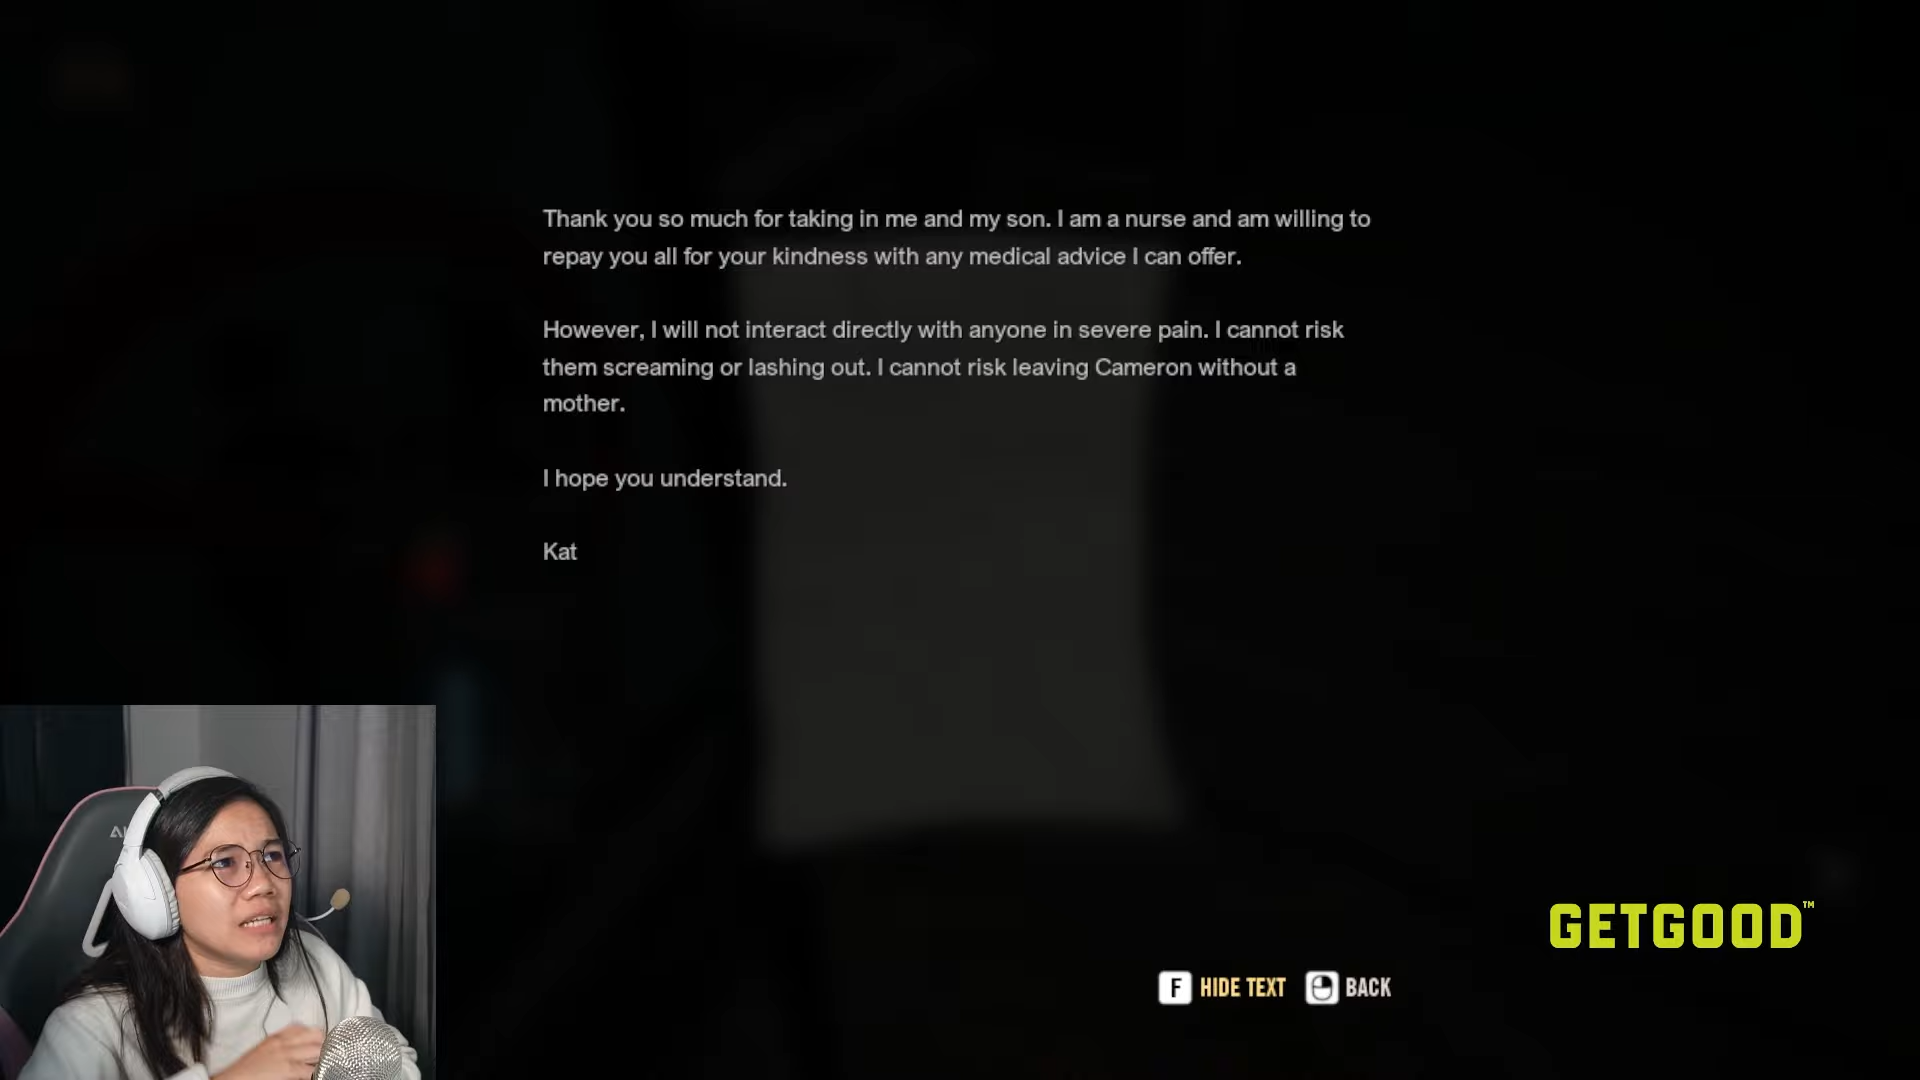 Thank you so much for taking in me and my son. I am a nurse and am willing to
repay you all for your kindness with any medical advice I can offer.
However, I will not interact directly with anyone in severe pain. I cannot risk
them screaming or lashing out. I cannot risk leaving Cameron without a
mother.
I hope you understand.
Kat
GETGOOD™
F HIDE TEXT BACK